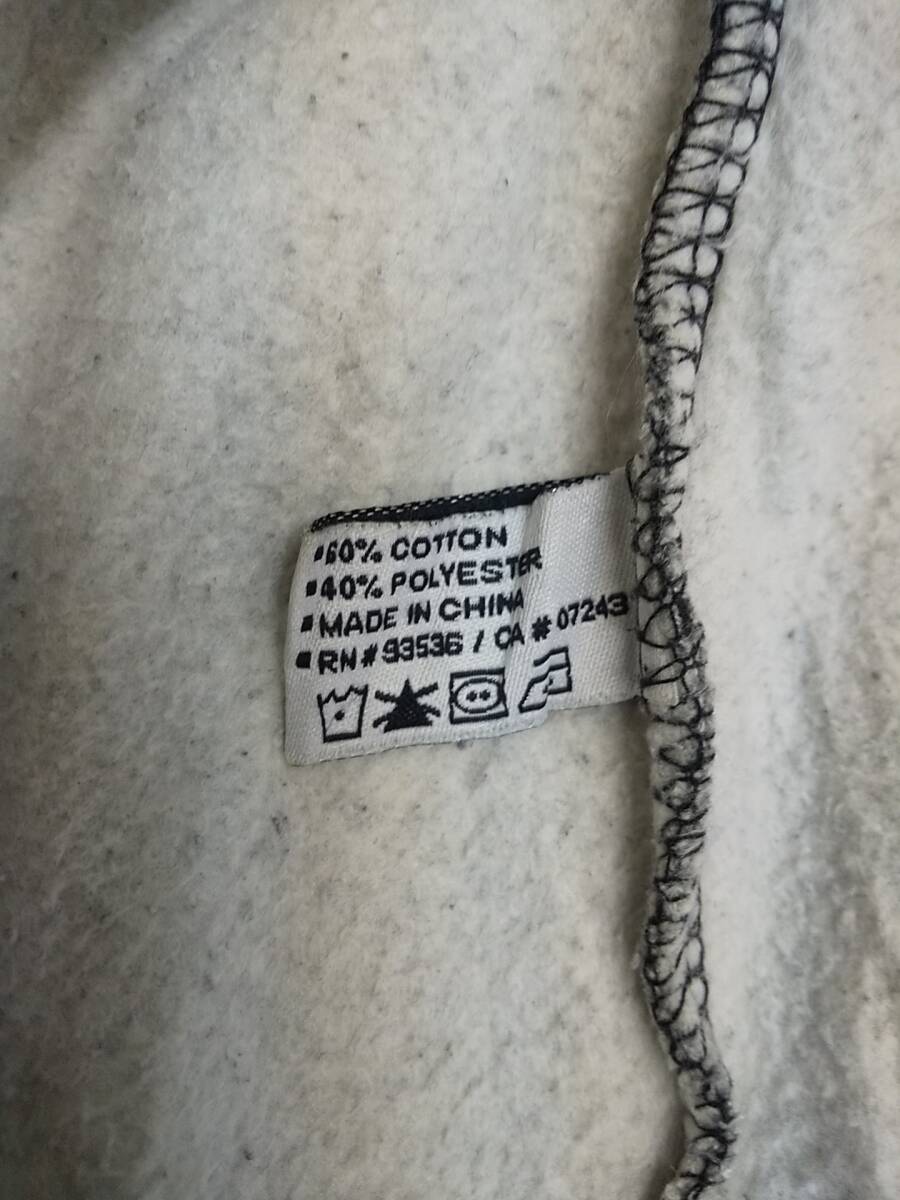 ▪60% COTTON
▪40% POLYESTER
▪MADE IN CHINA
▪RN# 93536 / CA # 07243